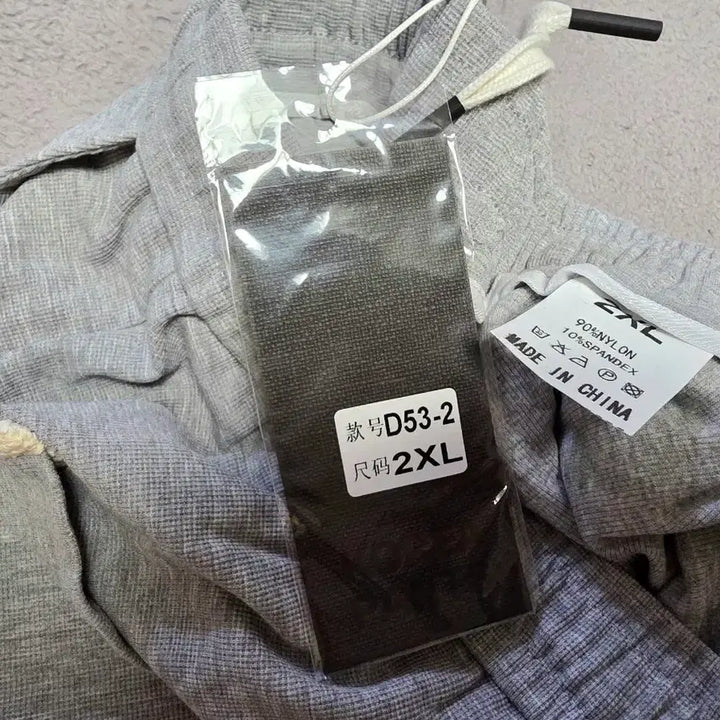 款号D53-2
尺码2XL
2XL
90%NYLON
10%SPANDEX
MADE IN CHINA